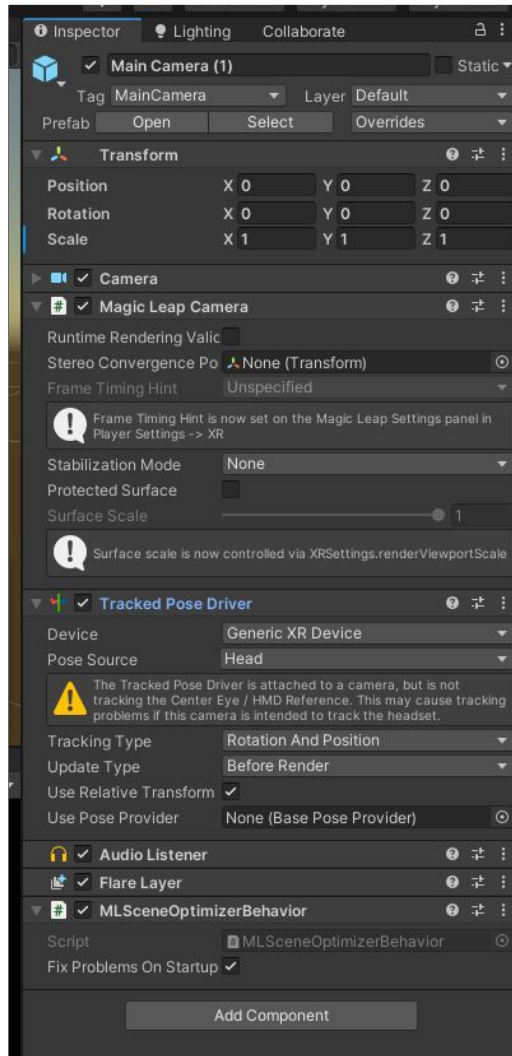 Inspector Lighting Collaborate
Main Camera (1) Static
Tag MainCamera Layer Default
Prefab Open Select Overrides
Transform
Position X 0 Y 0 Z 0
Rotation X 0 Y 0 Z 0
Scale X 1 Y 1 Z 1
Camera
# Magic Leap Camera
Runtime Rendering Valic
Stereo Convergence Po None (Transform)
Frame Timing Hint Unspecified
Frame Timing Hint is now set on the Magic Leap Settings panel in
Player Settings -> XR
Stabilization Mode None
Protected Surface
Surface Scale 1
Surface scale is now controlled via XRSettings.renderViewportScale
Tracked Pose Driver
Device Generic XR Device
Pose Source Head
The Tracked Pose Driver is attached to a camera, but is not
tracking the Center Eye / HMD Reference. This may cause tracking
problems if this camera is intended to track the headset.
Tracking Type Rotation And Position
Update Type Before Render
Use Relative Transform
Use Pose Provider None (Base Pose Provider)
Audio Listener
Flare Layer
# MLSceneOptimizerBehavior
Script MLSceneOptimizerBehavior
Fix Problems On Startup
Add Component